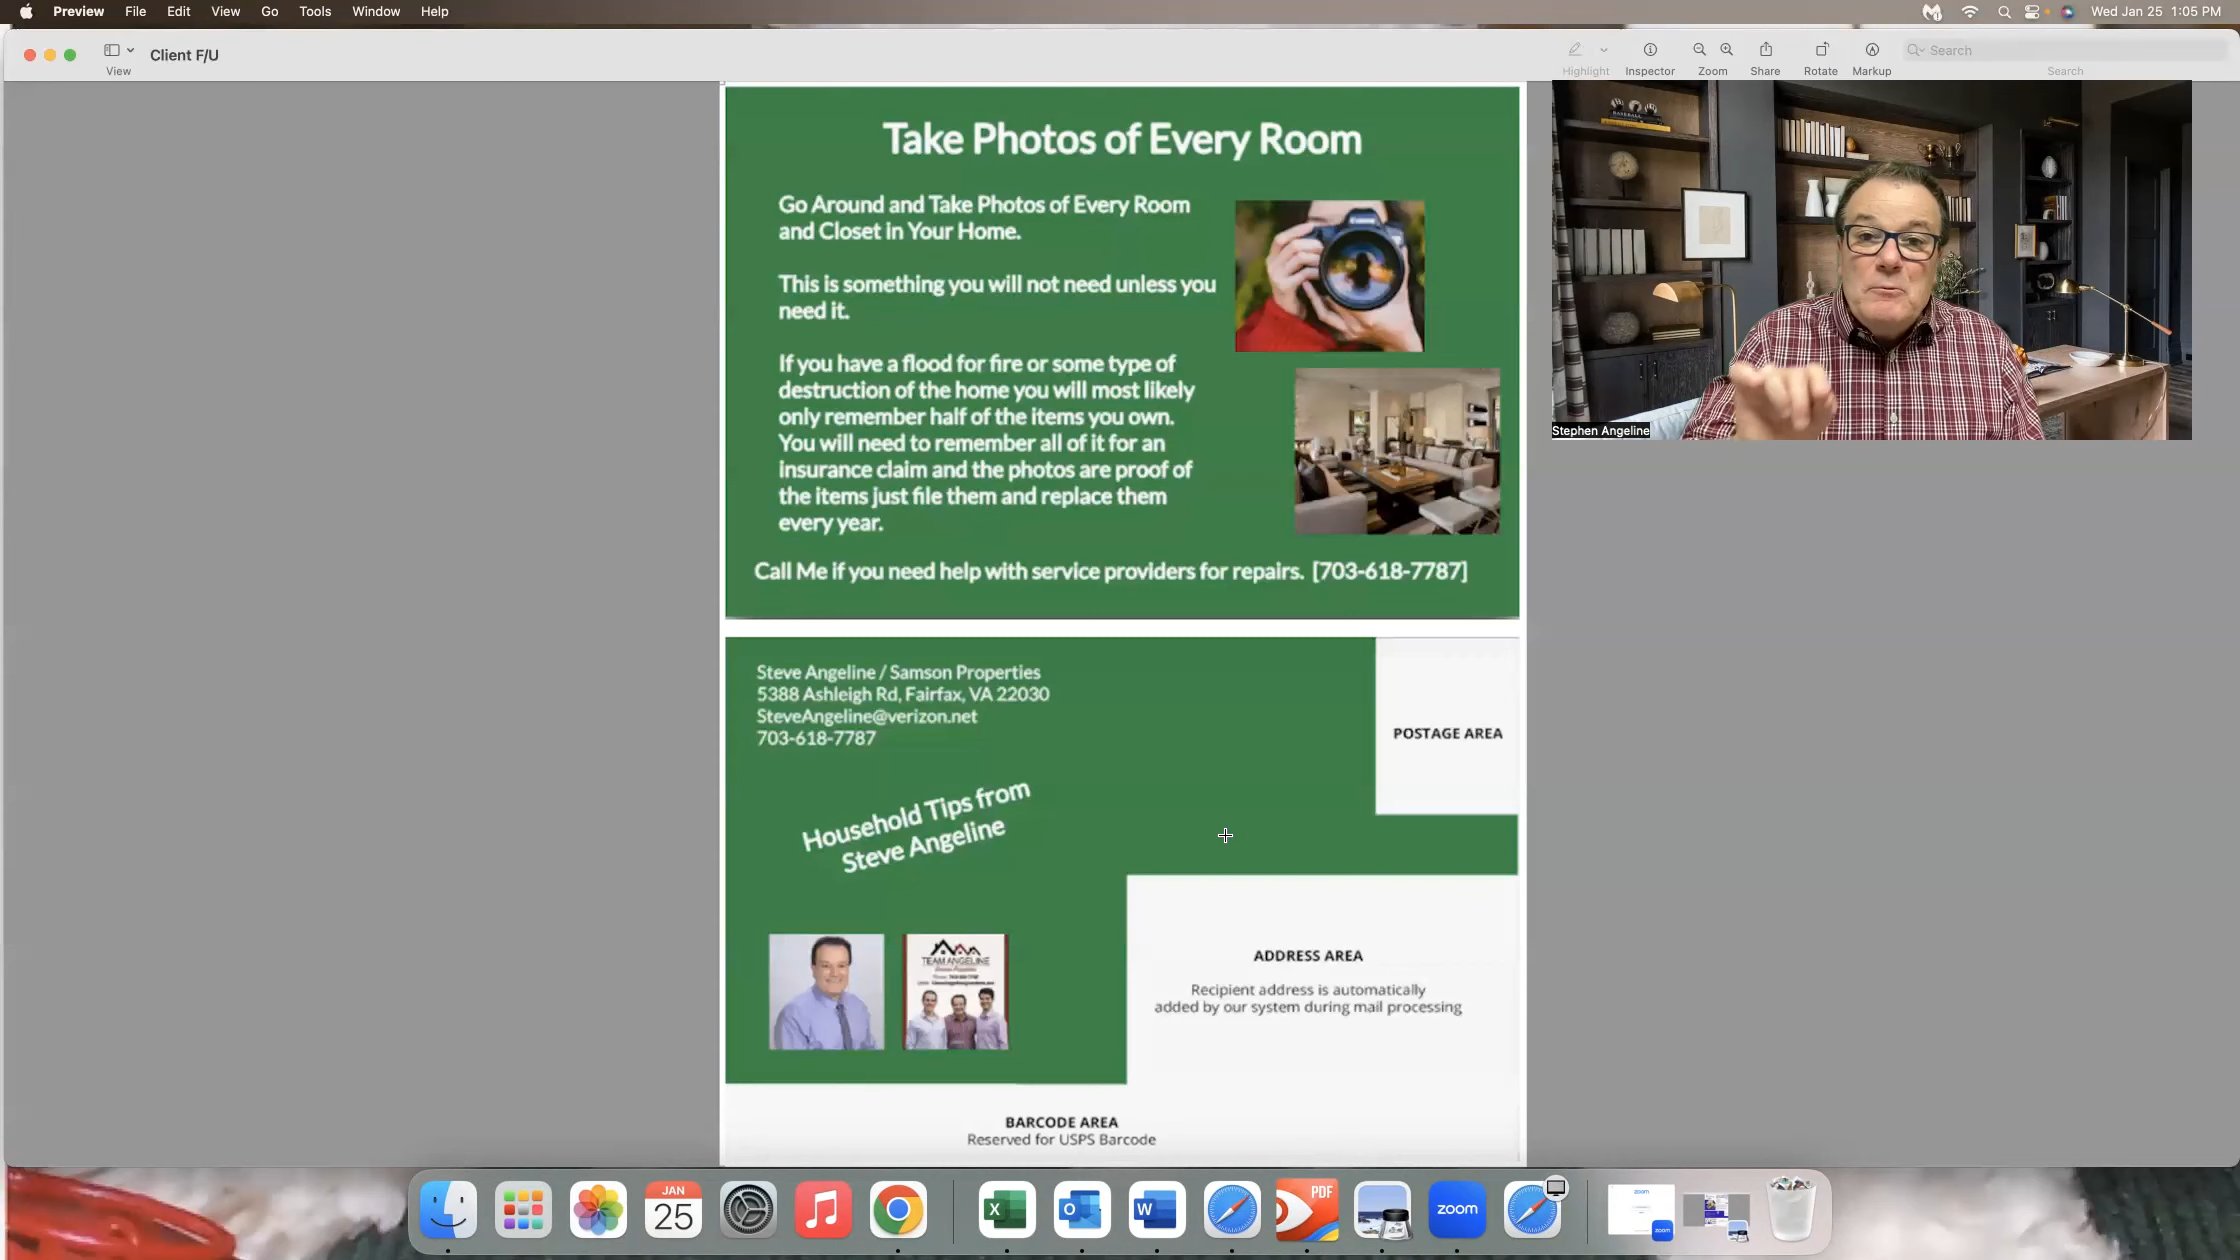 Preview File Edit View Go Tools Window Help
Wed Jan 25 1:05 PM
Client F/U
View
Highlight Inspector Zoom Share Rotate Markup Search
Search
Take Photos of Every Room
Go Around and Take Photos of Every Room
and Closet in Your Home.
This is something you will not need unless you
need it.
If you have a flood for fire or some type of
destruction of the home you will most likely
only remember half of the items you own.
You will need to remember all of it for an
insurance claim and the photos are proof of
the items just file them and replace them
every year.
Call Me if you need help with service providers for repairs. [703-618-7787]
Canon
BASEBALL
Stephen Angeline
Steve Angeline / Samson Properties
5388 Ashleigh Rd, Fairfax, VA 22030
SteveAngeline@verizon.net
703-618-7787
POSTAGE AREA
Household Tips from
Steve Angeline
TEAM ANGELINE
ADDRESS AREA
Recipient address is automatically
added by our system during mail processing
BARCODE AREA
Reserved for USPS Barcode
JAN
25
X
O
W
PDF
zoom
zoom
zoom